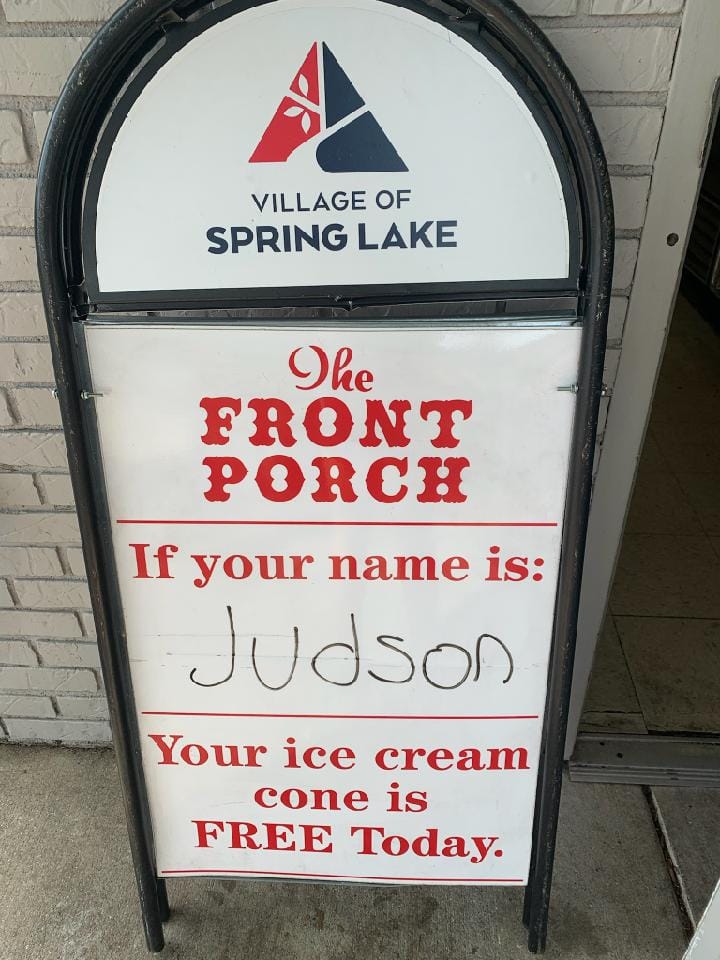 VILLAGE OF
SPRING LAKE
The
FRONT
PORCH
If your name is:
Judson
Your ice cream
cone is
FREE Today.